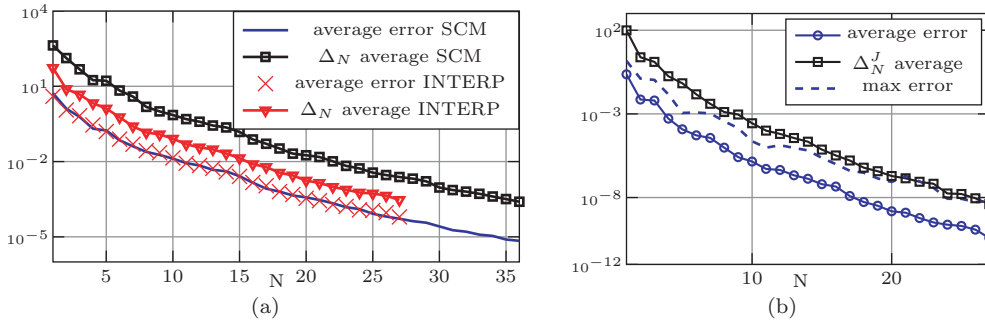 10^4
10^1
10^−2
10^−5
5 10 15 20 25 30 35
N
average error SCM
Δ_N average SCM
average error INTERP
Δ_N average INTERP
(a)
10^2
10^−3
10^−8
10^−12
10 20
N
average error
Δ_N^J average
max error
(b)